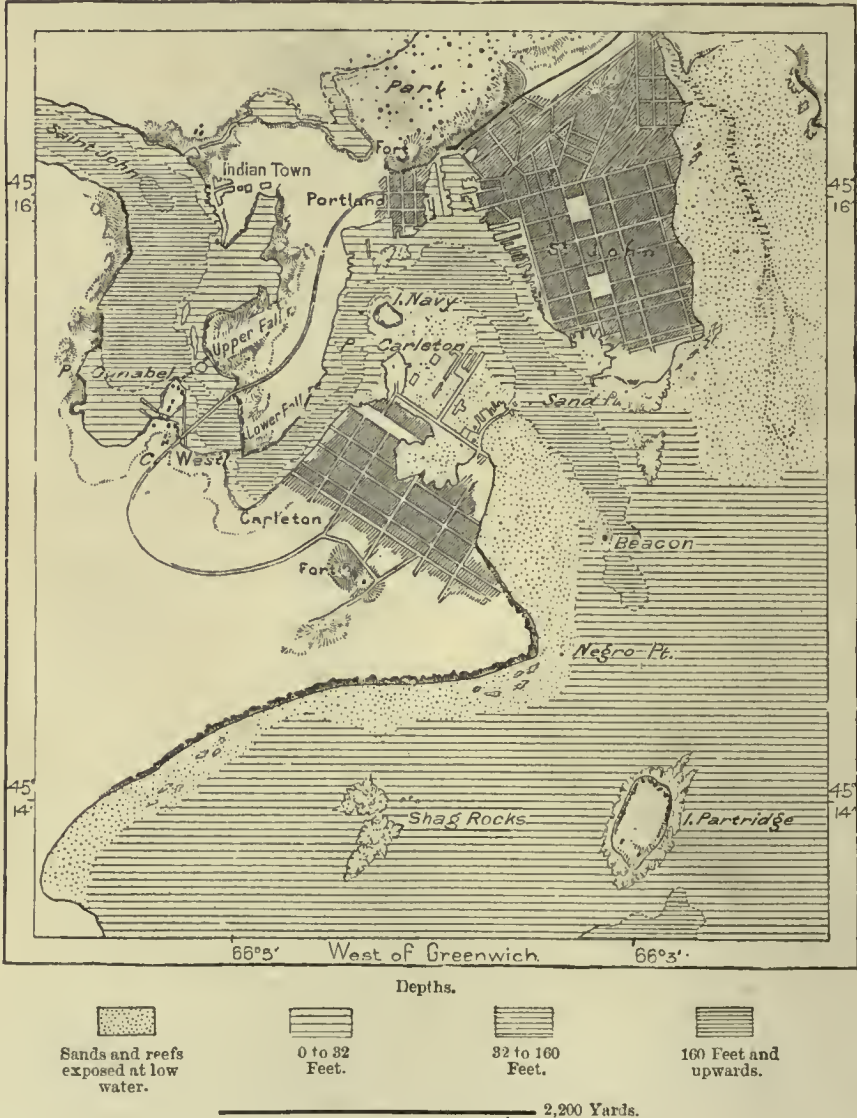 Park
Saint John
Fort
Indian Town
45°
16'
45°
16'
Portland
St. John
I. Navy
Upper Fall
P. Carleton
P.
Dunabel
Sand Pt.
Lower Fall
C. West
Carleton
Beacon
Fort
Negro Pt.
45°
14'
45°
14'
Shag Rocks
I. Partridge
66°5' West of Greenwich. 66°3'
Depths.
Sands and reefs
exposed at low
water.
0 to 32
Feet.
32 to 160
Feet.
160 Feet and
upwards.
2,200 Yards.